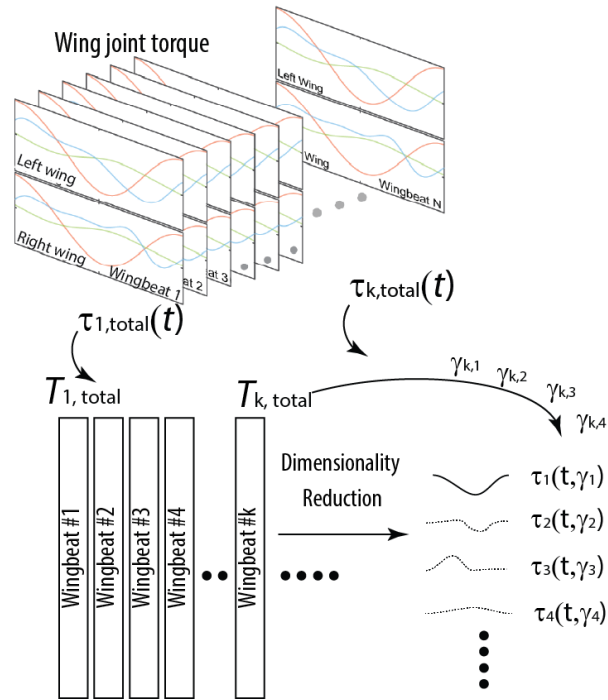 Wing joint torque
Left Wing
Wing
Wingbeat N
Left wing
Right wing
Wingbeat 1
eat 2
beat 3
τ1,total(t)
τk,total(t)
T1, total
Tk, total
γk,1
γk,2
γk,3
γk,4
Wingbeat #1
Wingbeat #2
Wingbeat #3
Wingbeat #4
Wingbeat #k
Dimensionality
Reduction
τ1(t,γ1)
τ2(t,γ2)
τ3(t,γ3)
τ4(t,γ4)